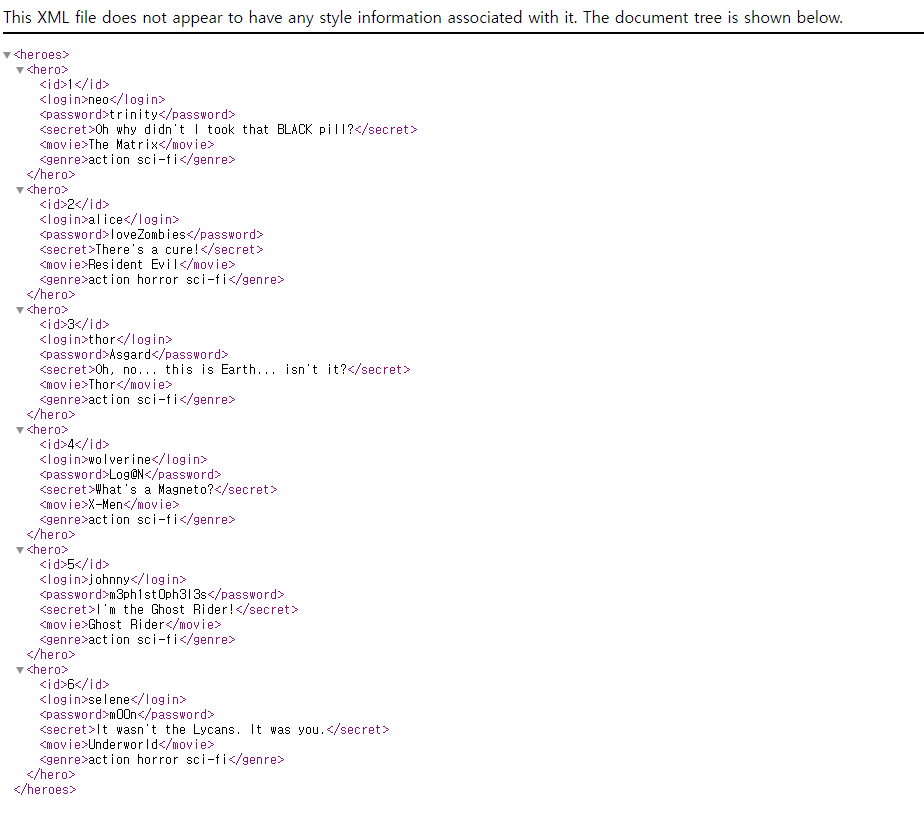 This XML file does not appear to have any style information associated with it. The document tree is shown below.
▼<heroes>
▼<hero>
<id>1</id>
<login>neo</login>
<password>trinity</password>
<secret>Oh why didn't I took that BLACK pill?</secret>
<movie>The Matrix</movie>
<genre>action sci-fi</genre>
</hero>
▼<hero>
<id>2</id>
<login>alice</login>
<password>loveZombies</password>
<secret>There's a cure!</secret>
<movie>Resident Evil</movie>
<genre>action horror sci-fi</genre>
</hero>
▼<hero>
<id>3</id>
<login>thor</login>
<password>Asgard</password>
<secret>Oh, no... this is Earth... isn't it?</secret>
<movie>Thor</movie>
<genre>action sci-fi</genre>
</hero>
▼<hero>
<id>4</id>
<login>wolverine</login>
<password>Log@N</password>
<secret>What's a Magneto?</secret>
<movie>X-Men</movie>
<genre>action sci-fi</genre>
</hero>
▼<hero>
<id>5</id>
<login>johnny</login>
<password>m3ph1st0ph3l3s</password>
<secret>I'm the Ghost Rider!</secret>
<movie>Ghost Rider</movie>
<genre>action sci-fi</genre>
</hero>
▼<hero>
<id>6</id>
<login>selene</login>
<password>m00n</password>
<secret>It wasn't the Lycans. It was you.</secret>
<movie>Underworld</movie>
<genre>action horror sci-fi</genre>
</hero>
</heroes>